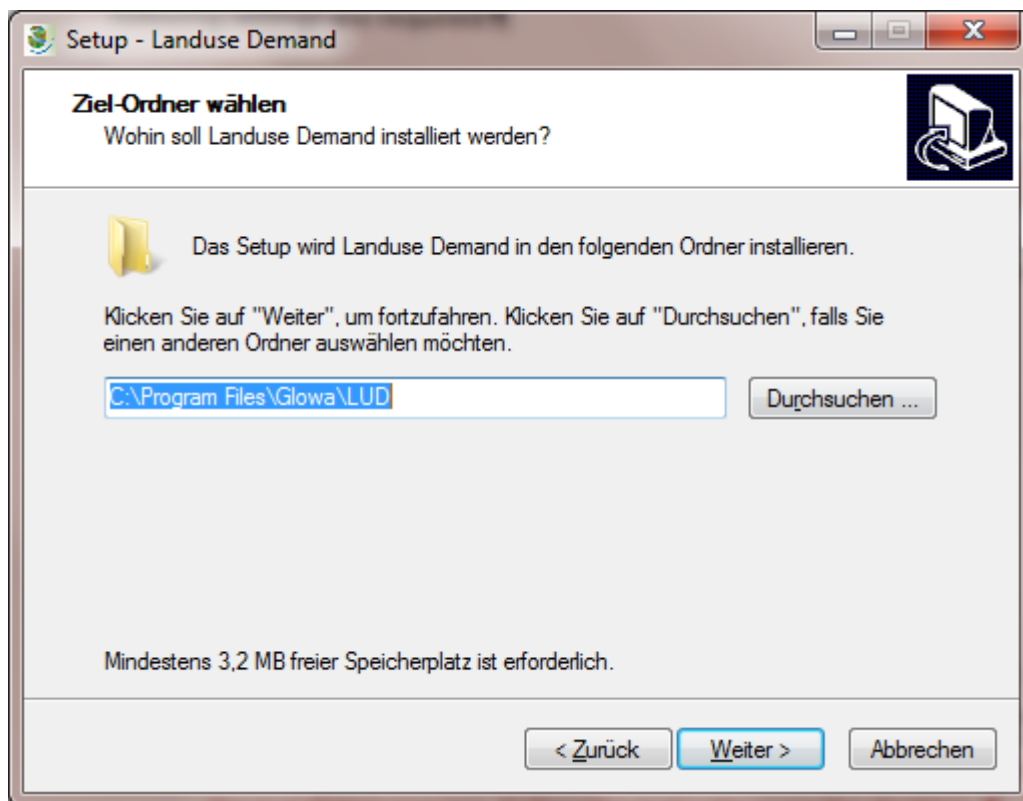 Setup - Landuse Demand
Ziel-Ordner wählen
Wohin soll Landuse Demand installiert werden?
Das Setup wird Landuse Demand in den folgenden Ordner installieren.
Klicken Sie auf "Weiter", um fortzufahren. Klicken Sie auf "Durchsuchen", falls Sie
einen anderen Ordner auswählen möchten.
C:\Program Files\Glowa\LUD
Durchsuchen ...
Mindestens 3,2 MB freier Speicherplatz ist erforderlich.
< Zurück
Weiter >
Abbrechen